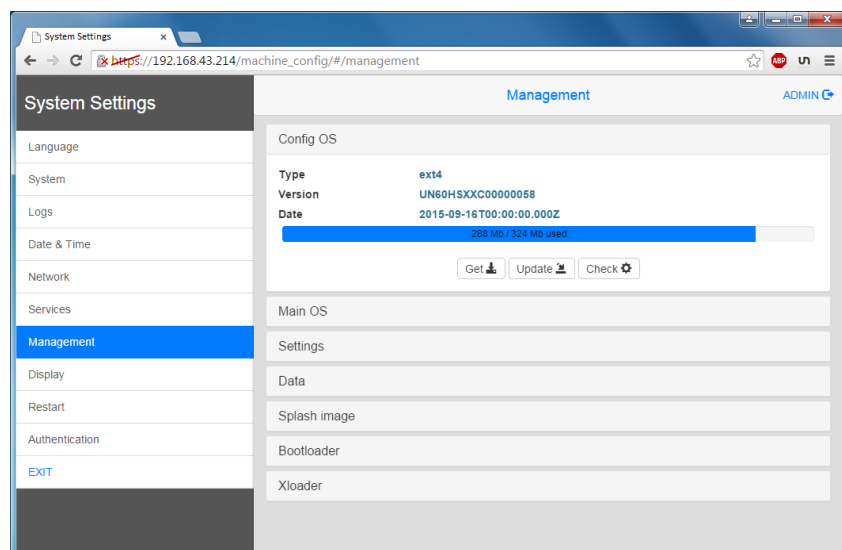 System Settings
https://192.168.43.214/machine_config/#/management
ABP
System Settings
Management
ADMIN
Language
System
Logs
Date & Time
Network
Services
Management
Display
Restart
Authentication
EXIT
Config OS
Type ext4
Version UN60HSXXC00000058
Date 2015-09-16T00:00:00.000Z
288 Mb / 324 Mb used
Get Update Check
Main OS
Settings
Data
Splash image
Bootloader
Xloader